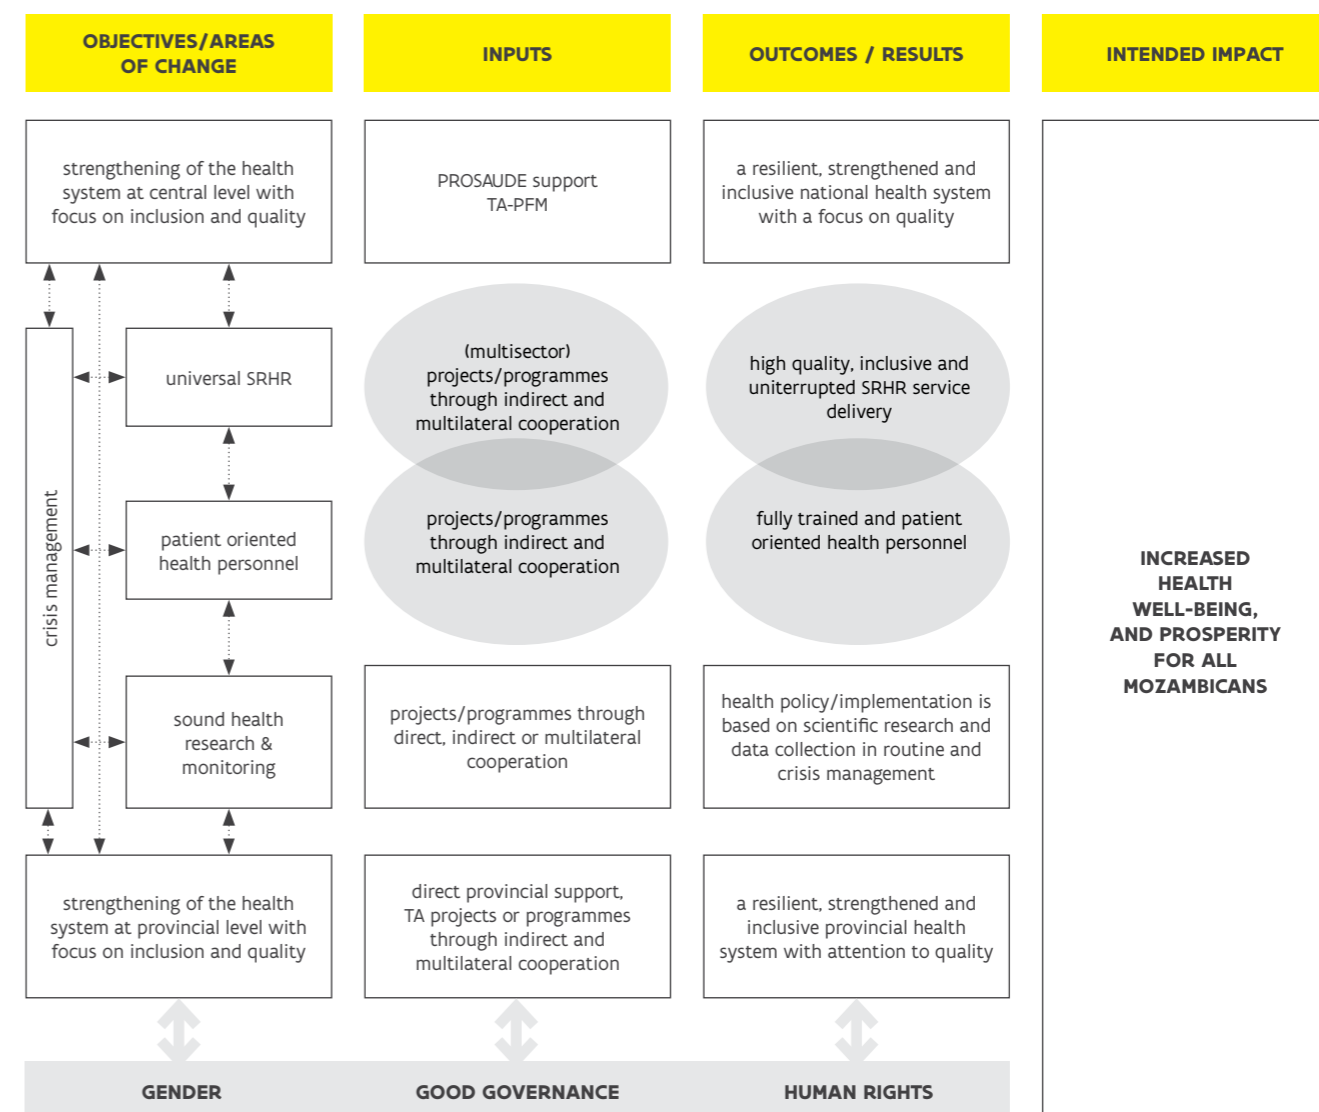 OBJECTIVES/AREAS
OF CHANGE
INPUTS
OUTCOMES / RESULTS
INTENDED IMPACT
strengthening of the health
system at central level with
focus on inclusion and quality
PROSAUDE support
TA-PFM
a resilient, strengthened and
inclusive national health system
with a focus on quality
crisis management
universal SRHR
(multisector)
projects/programmes
through indirect and
multilateral cooperation
high quality, inclusive and
uniterrupted SRHR service
delivery
patient oriented
health personnel
projects/programmes
through indirect and
multilateral cooperation
fully trained and patient
oriented health personnel
sound health
research &
monitoring
projects/programmes through
direct, indirect or multilateral
cooperation
health policy/implementation is
based on scientific research and
data collection in routine and
crisis management
strengthening of the health
system at provincial level with
focus on inclusion and quality
direct provincial support,
TA projects or programmes
through indirect and
multilateral cooperation
a resilient, strengthened and
inclusive provincial health
system with attention to quality
INCREASED
HEALTH
WELL-BEING,
AND PROSPERITY
FOR ALL
MOZAMBICANS
GENDER
GOOD GOVERNANCE
HUMAN RIGHTS